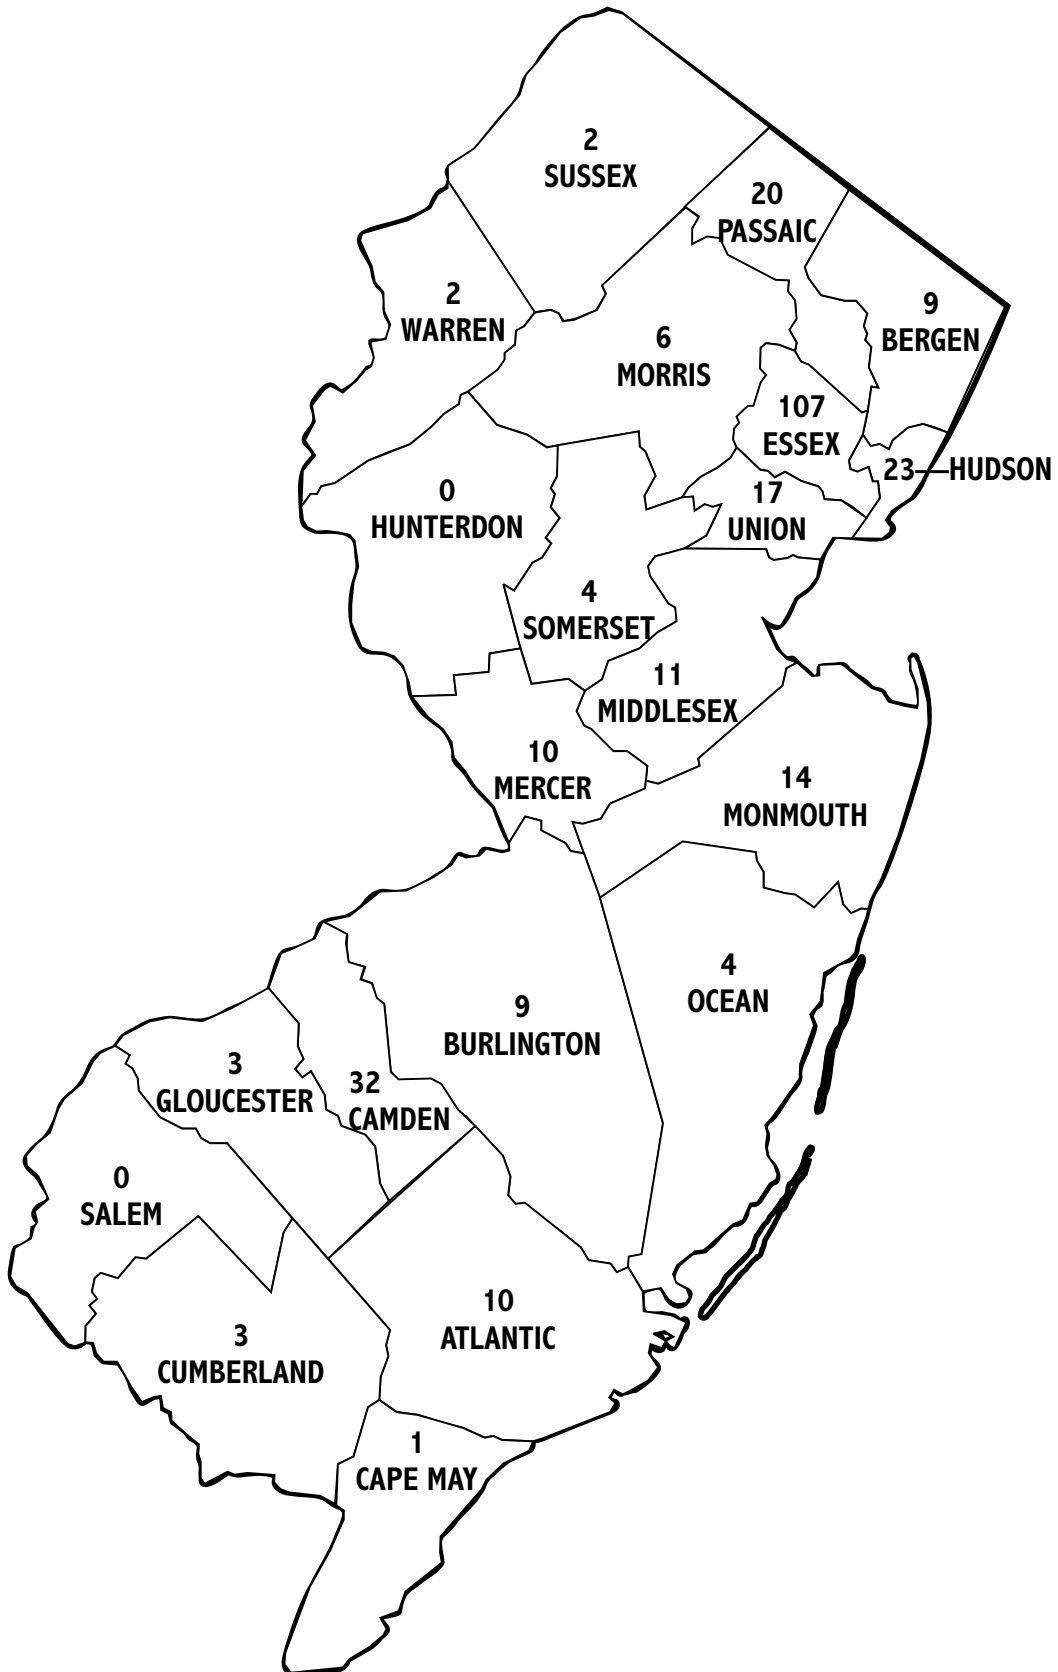 2
SUSSEX
20
PASSAIC
2
WARREN
9
BERGEN
6
MORRIS
107
ESSEX
23—HUDSON
0
HUNTERDON
17
UNION
4
SOMERSET
11
MIDDLESEX
10
MERCER
14
MONMOUTH
4
OCEAN
9
BURLINGTON
3
GLOUCESTER
32
CAMDEN
0
SALEM
10
ATLANTIC
3
CUMBERLAND
1
CAPE MAY